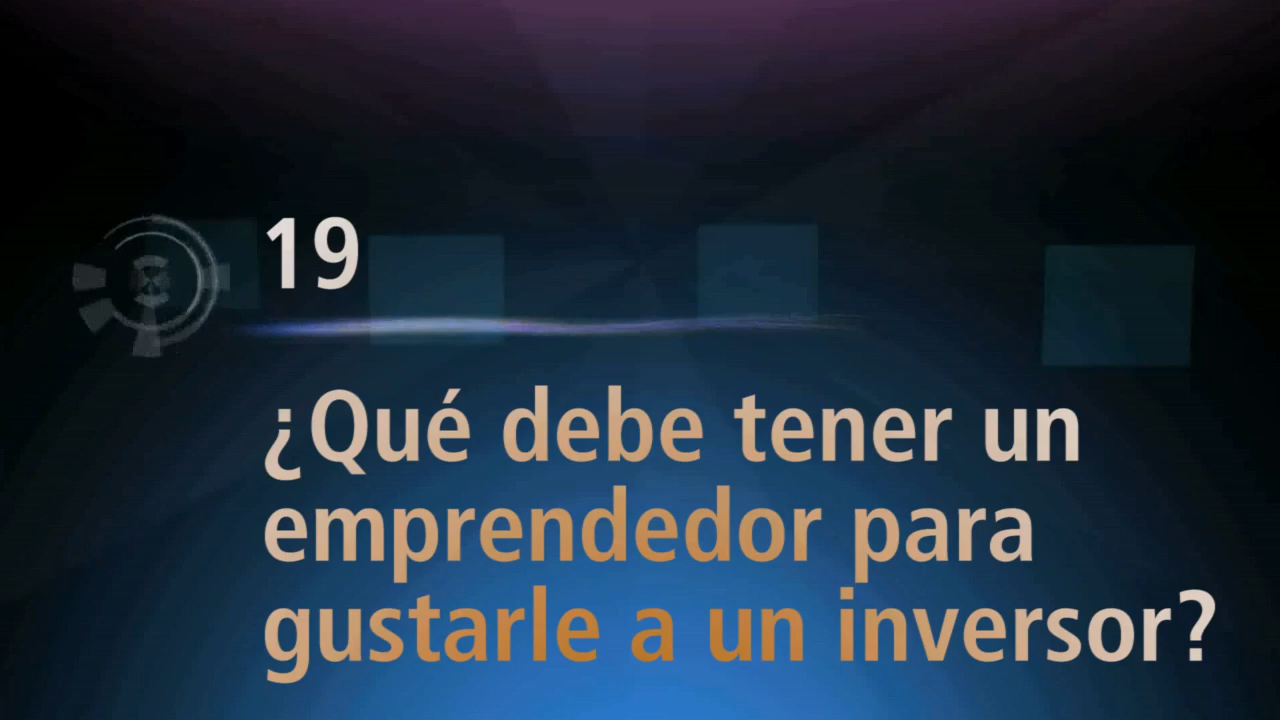 19
¿Qué debe tener un
emprendedor para
gustarle a un inversor?